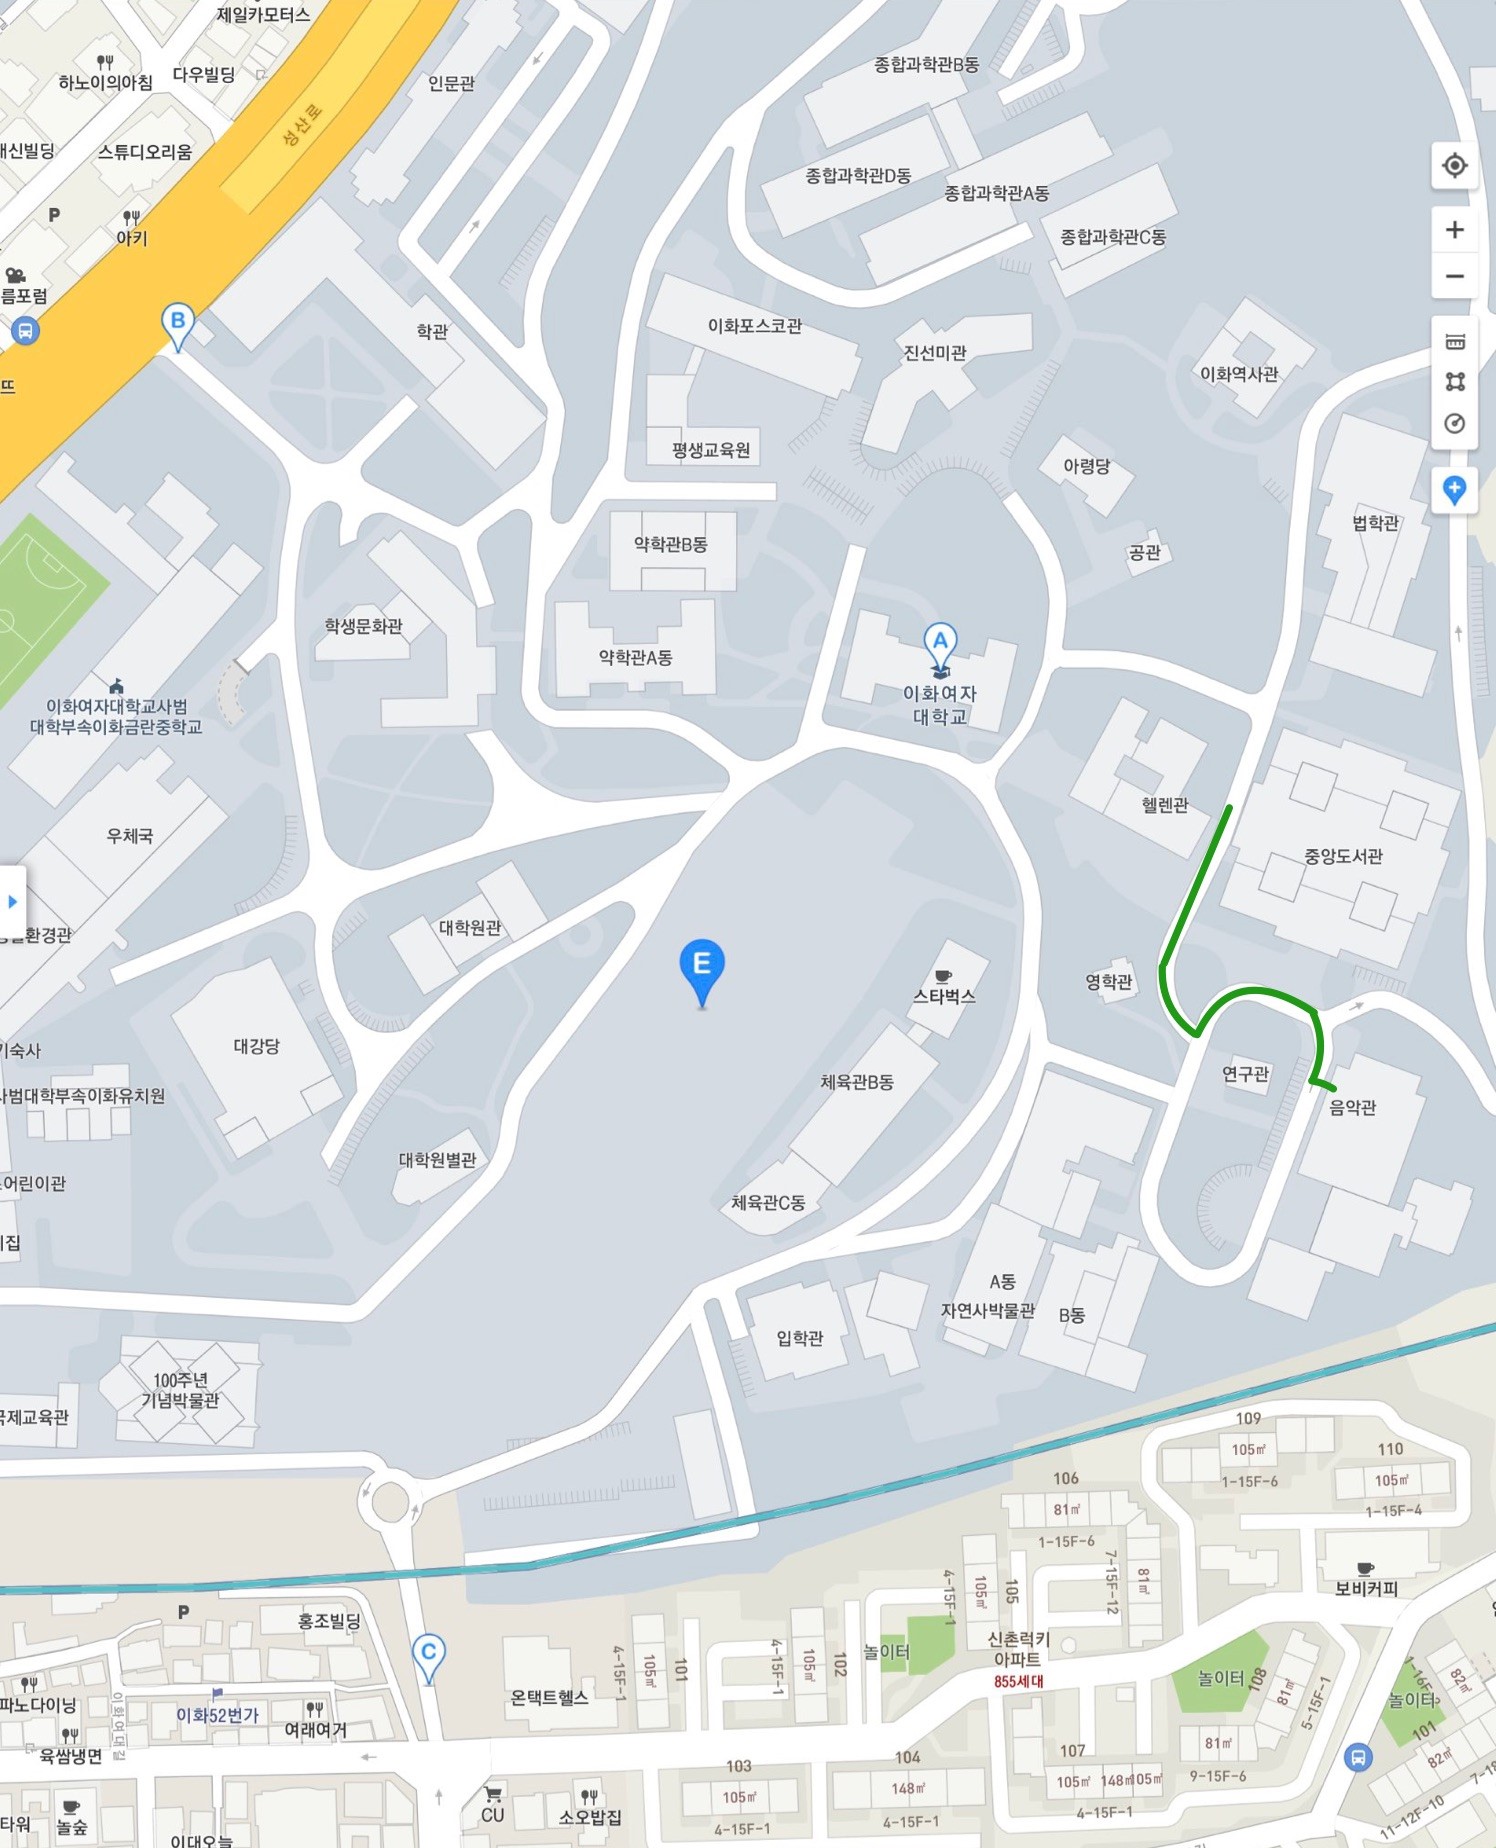 제일카모터스
하노이의아침
다우빌딩
인문관
종합과학관B동
성산로
스튜디오리움
종합과학관D동
종합과학관A동
P
아키
종합과학관C동
B
학관
이화포스코관
진선미관
이화역사관
평생교육원
아령당
법학관
약학관B동
공관
학생문화관
약학관A동
A
이화여자
대학교
이화여자대학교사범
대학부속이화금란중학교
우체국
헬렌관
중앙도서관
대학원관
E
영학관
스타벅스
대강당
체육관B동
연구관
음악관
사범대학부속이화유치원
대학원별관
어린이관
체육관C동
A동
자연사박물관
B동
입학관
100주년
기념박물관
국제교육관
109
105㎡
1-15F-6
110
105㎡
1-15F-4
106
81㎡
1-15F-6
7-15F-12
81㎡
보비커피
P
홍조빌딩
C
4-15F-1
105㎡
101
4-15F-1
105㎡
102
놀이터
4-15F-1
105㎡
105
신촌럭키
아파트
855세대
놀이터
108
81㎡
5-15F-1
놀이터
82㎡
101
82㎡
온택트헬스
파노다이닝
이화52번가
여래여거
이화여대길
육쌈냉면
103
105㎡
4-15F-1
104
148㎡
4-15F-1
107
105㎡
148㎡
105㎡
4-15F-1
81㎡
9-15F-6
11-12F-10
CU
소오밥집
놀숲
이대오늘